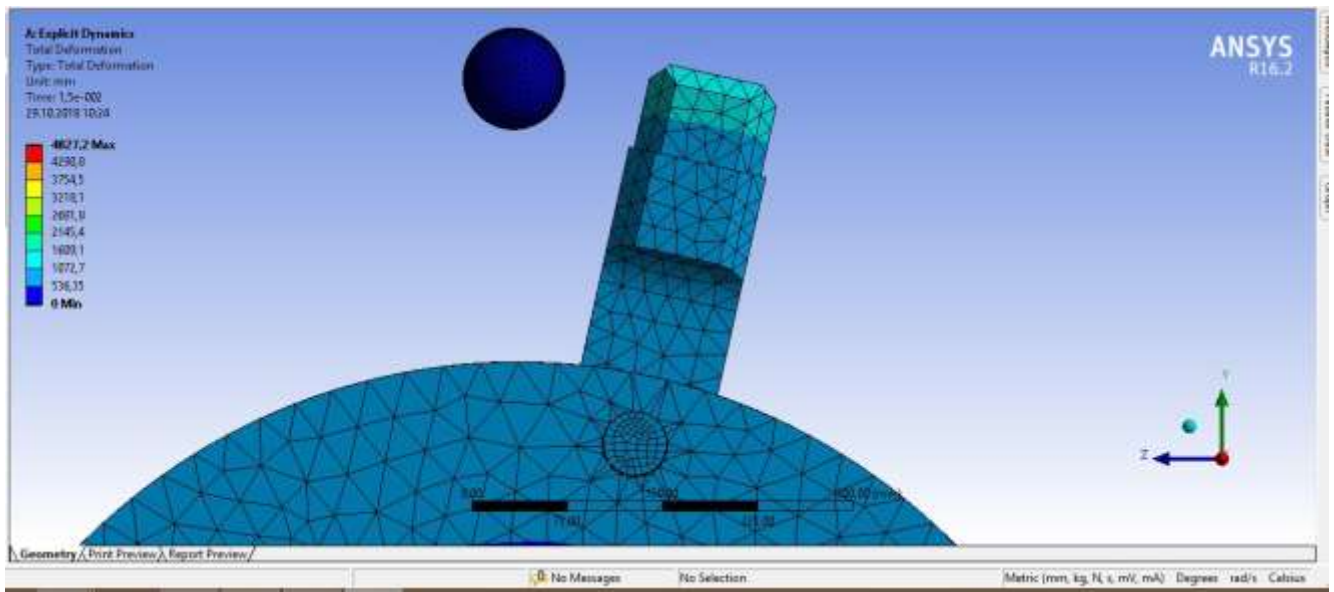 A: Explicit Dynamics
Total Deformation
Type: Total Deformation
Unit: mm
Time: 1,5e-002
29.10.2018 10:24
4827,2 Max
4290,8
3754,5
3218,1
2681,8
2145,4
1609,1
1072,7
536,35
0 Min
ANSYS
R16.2
Y
Z
0,00
75,00
Geometry Print Preview Report Preview
No Messages No Selection Metric (mm, kg, N, s, mV, mA) Degrees rad/s Celsius